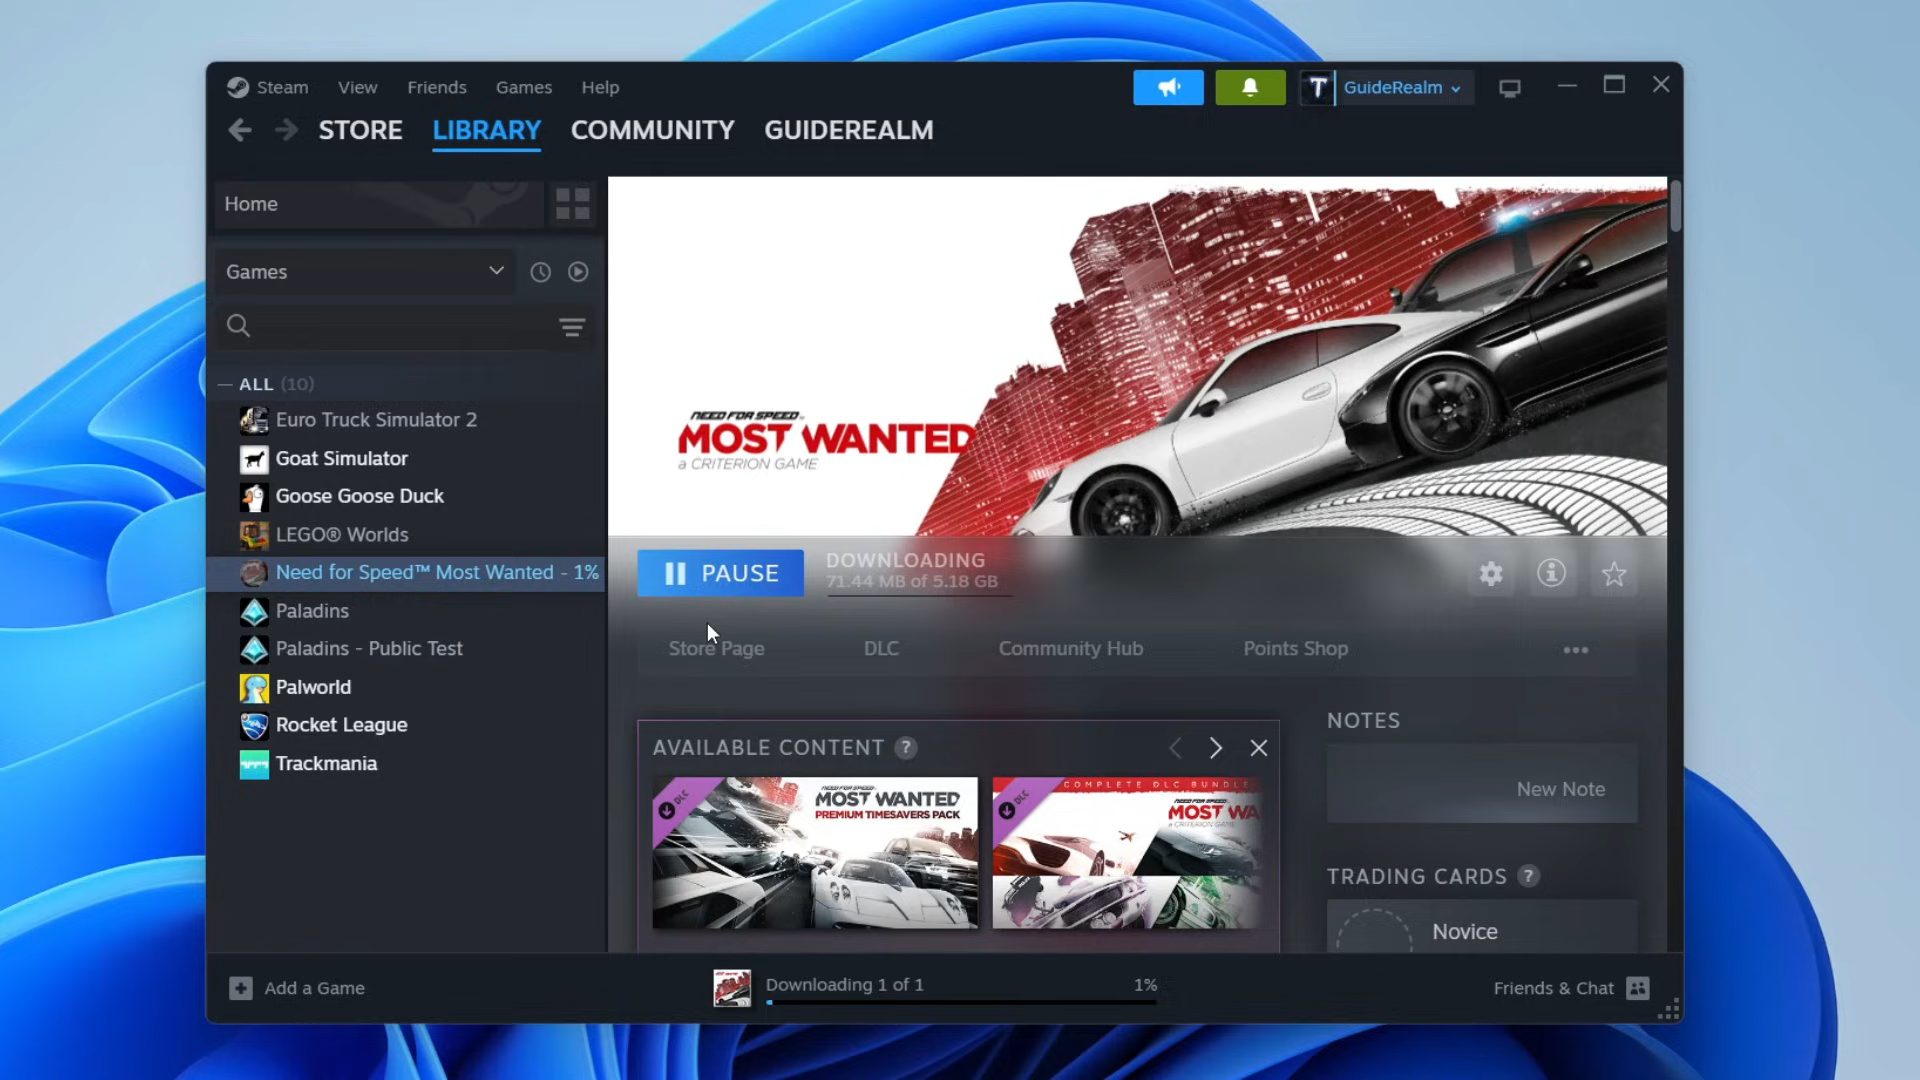 Steam View Friends Games Help
T GuideRealm
STORE LIBRARY COMMUNITY GUIDEREALM
Home
Games
ALL (10)
Euro Truck Simulator 2
Goat Simulator
Goose Goose Duck
LEGO® Worlds
Need for Speed™ Most Wanted - 1%
Paladins
Paladins - Public Test
Palworld
Rocket League
Trackmania
NEED FOR SPEED™
MOST WANTED
a CRITERION GAME
PAUSE
DOWNLOADING
71.44 MB of 5.18 GB
Store Page DLC Community Hub Points Shop
AVAILABLE CONTENT ?
DLC
NEED FOR SPEED
MOST WANTED
PREMIUM TIMESAVERS PACK
DLC
COMPLETE DLC BUNDLE
NEED FOR SPEED
MOST WA
a CRITERION GAME
NOTES
New Note
TRADING CARDS ?
Novice
Add a Game
Downloading 1 of 1 1%
Friends & Chat